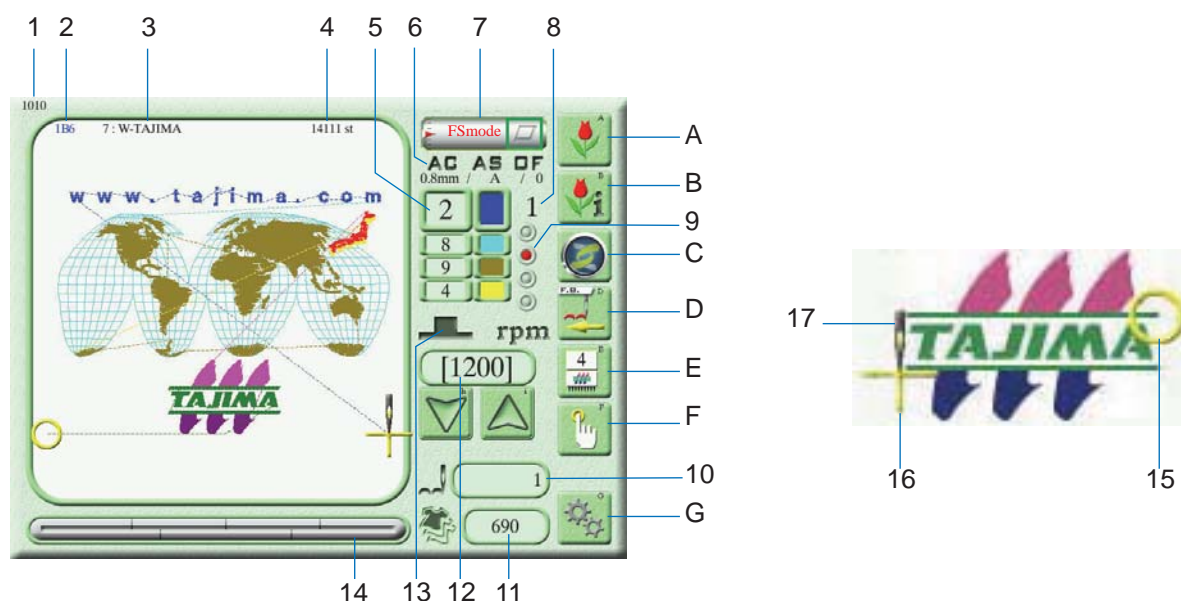 1 2 3 4 5 6 7 8
1010
1B6 7 : W-TAJIMA 14111 st
FSmode
AC AS OF
0.8mm / A / 0
www.tajima.com
2 1
8
9
4
rpm
[1200]
TAJIMA
1
690
A
B
i
C
9
F.B.
D
4
E
F
10
G
14 13 12 11
TAJIMA
17
16
15